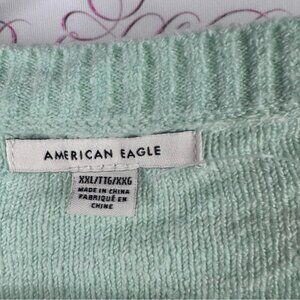 AMERICAN EAGLE
XXL/TTG/XXG
MADE IN CHINA
FABRIQUÉ EN
CHINE